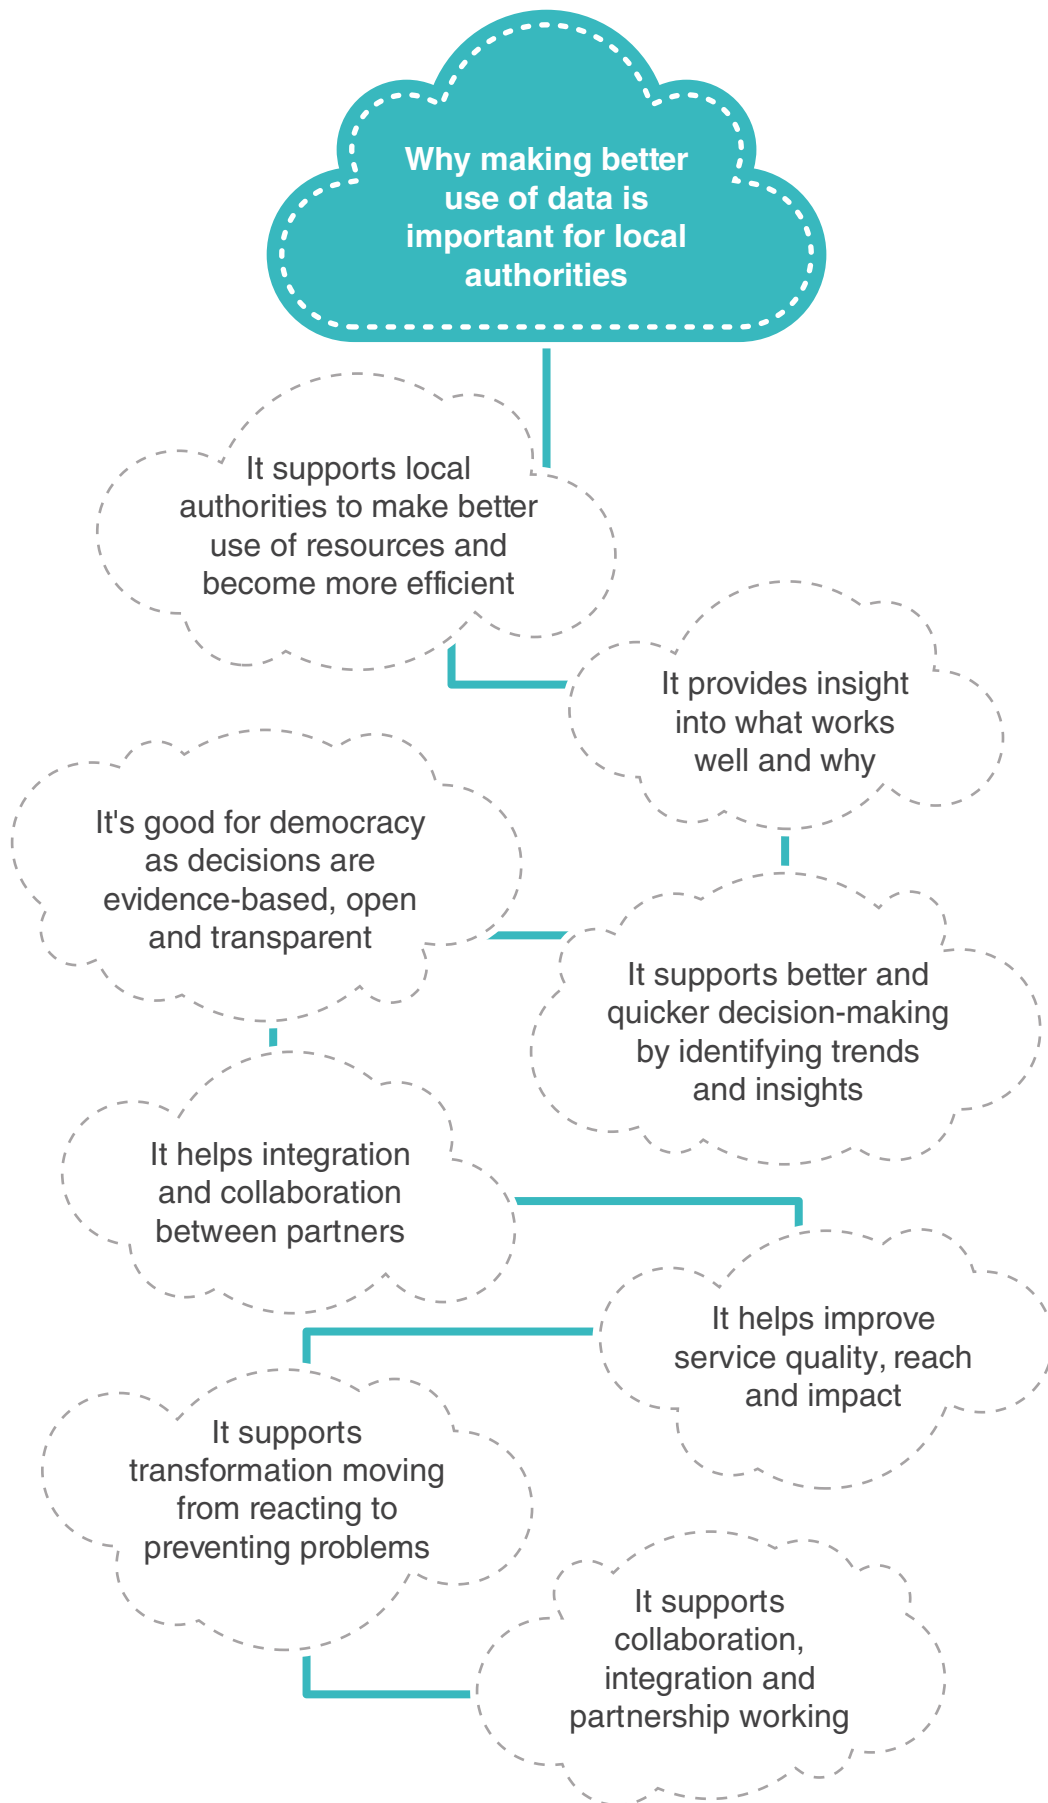 Why making better
use of data is
important for local
authorities
It supports local
authorities to make better
use of resources and
become more efficient
It provides insight
into what works
well and why
It's good for democracy
as decisions are
evidence-based, open
and transparent
It supports better and
quicker decision-making
by identifying trends
and insights
It helps integration
and collaboration
between partners
It helps improve
service quality, reach
and impact
It supports
transformation moving
from reacting to
preventing problems
It supports
collaboration,
integration and
partnership working